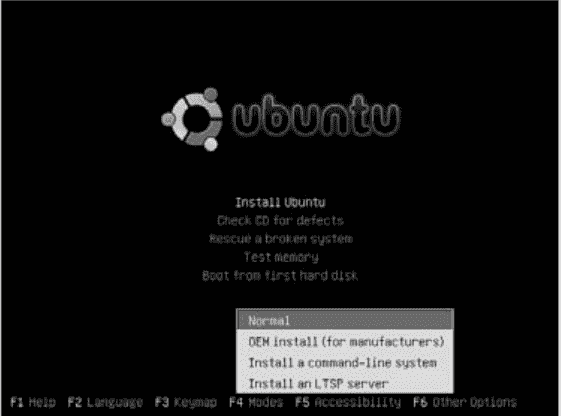 ubuntu
Install Ubuntu
Check CD for defects
Rescue a broken system
Test memory
Boot from first hard disk
Normal
OEM install (for manufacturers)
Install a command-line system
Install an LTSP server
F1 Help F2 Language F3 Keymap F4 Modes F5 Accessibility F6 Other Options